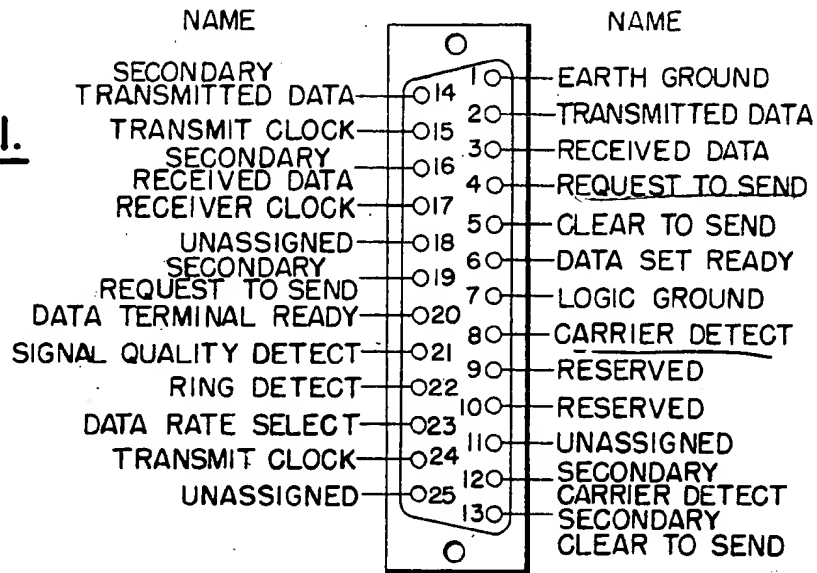 NAME
SECONDARY
TRANSMITTED DATA
14
TRANSMIT CLOCK
15
SECONDARY
RECEIVED DATA
16
RECEIVER CLOCK
17
UNASSIGNED
18
SECONDARY
REQUEST TO SEND
19
DATA TERMINAL READY
20
SIGNAL QUALITY DETECT
21
RING DETECT
22
DATA RATE SELECT
23
TRANSMIT CLOCK
24
UNASSIGNED
25
NAME
1 EARTH GROUND
2 TRANSMITTED DATA
3 RECEIVED DATA
4 REQUEST TO SEND
5 CLEAR TO SEND
6 DATA SET READY
7 LOGIC GROUND
8 CARRIER DETECT
9 RESERVED
10 RESERVED
11 UNASSIGNED
12 SECONDARY
CARRIER DETECT
13 SECONDARY
CLEAR TO SEND